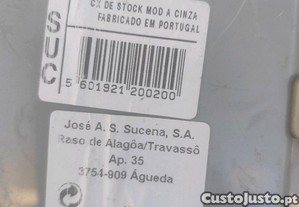 CX DE STOCK MOD A CINZA
FABRICADO EM PORTUGAL
SUC
5 601921 200200
José A. S. Sucena, S.A.
Raso de Alagôa/Travassô
Ap. 35
3754-909 Águeda
CustoJusto.pt